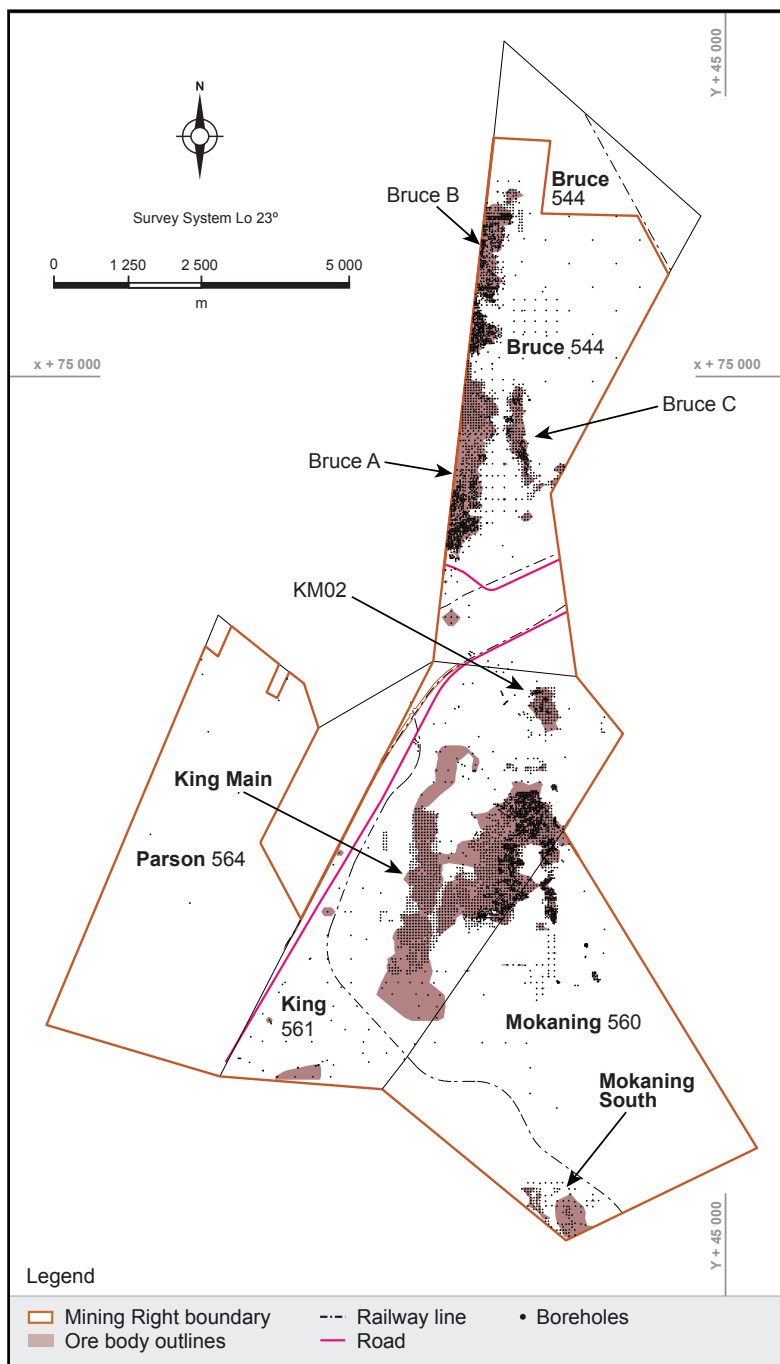 Y + 45 000
N
Survey System Lo 23º
0 1 250 2 500 5 000
m
Bruce
544
Bruce B
x + 75 000
x + 75 000
Bruce 544
Bruce C
Bruce A
KM02
King Main
Parson 564
King
561
Mokaning 560
Mokaning
South
Y + 45 000
Legend
Mining Right boundary
Railway line
Boreholes
Ore body outlines
Road